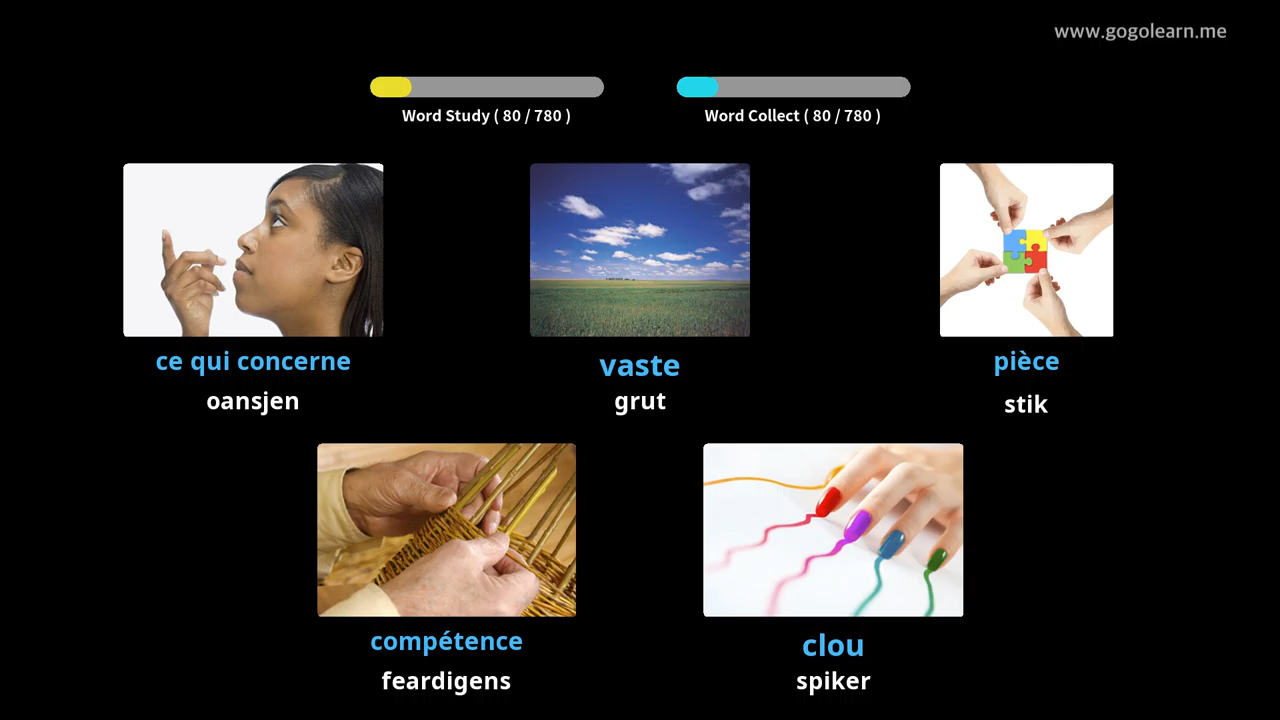 www.gogolearn.me
Word Study ( 80 / 780 )
Word Collect ( 80 / 780 )
ce qui concerne
oansjen
vaste
grut
pièce
stik
compétence
feardigens
clou
spiker